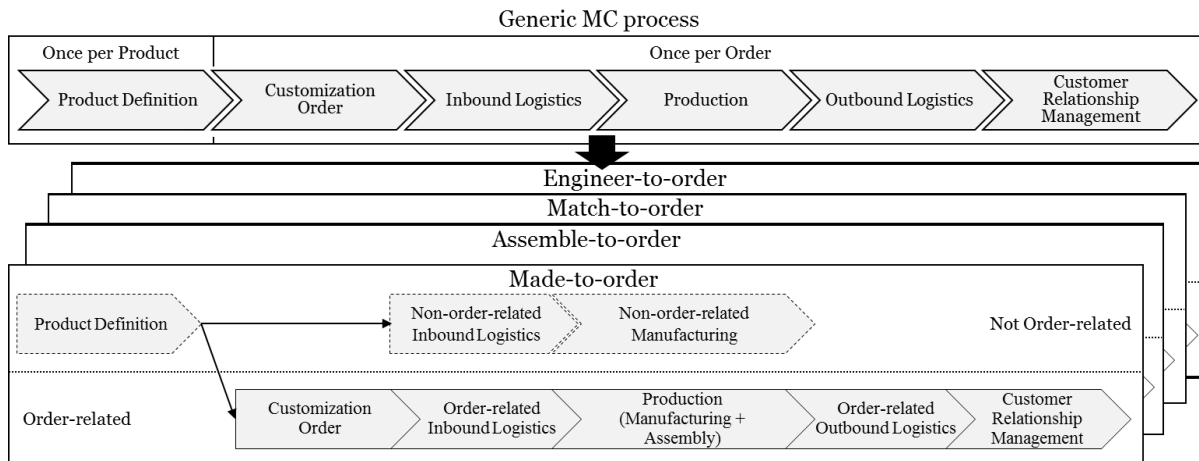 Generic MC process
Once per Product
Once per Order
Product Definition
Customization
Order
Inbound Logistics
Production
Outbound Logistics
Customer
Relationship
Management
Engineer-to-order
Match-to-order
Assemble-to-order
Made-to-order
Product Definition
Non-order-related
Inbound Logistics
Non-order-related
Manufacturing
Not Order-related
Order-related
Customization
Order
Order-related
Inbound Logistics
Production
(Manufacturing +
Assembly)
Order-related
Outbound Logistics
Customer
Relationship
Management